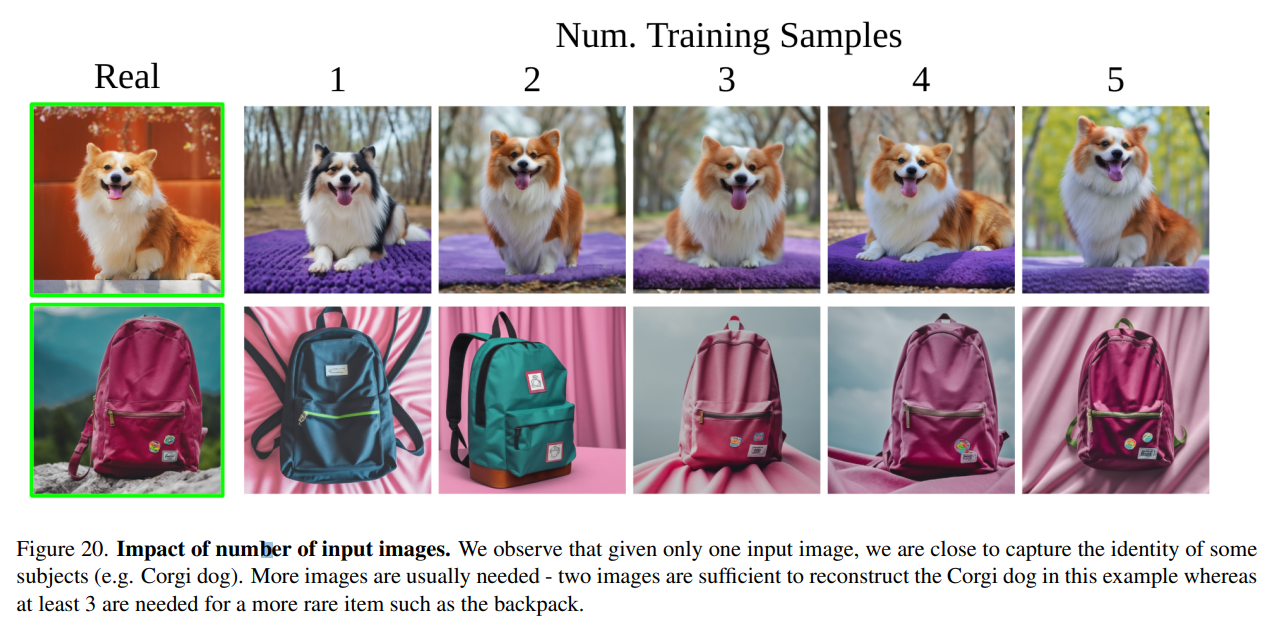 Num. Training Samples
Real 1 2 3 4 5
Figure 20. Impact of number of input images. We observe that given only one input image, we are close to capture the identity of some
subjects (e.g. Corgi dog). More images are usually needed - two images are sufficient to reconstruct the Corgi dog in this example whereas
at least 3 are needed for a more rare item such as the backpack.